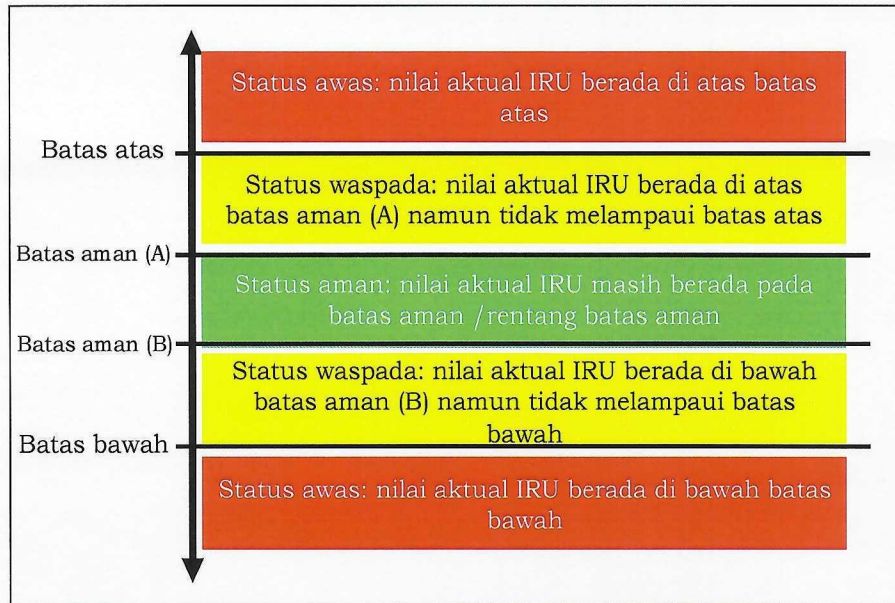 Status awas: nilai aktual IRU berada di atas batas
atas
Batas atas
Status waspada: nilai aktual IRU berada di atas
batas aman (A) namun tidak melampaui batas atas
Batas aman (A)
Status aman: nilai aktual IRU masih berada pada
batas aman /rentang batas aman
Batas aman (B)
Status waspada: nilai aktual IRU berada di bawah
batas aman (B) namun tidak melampaui batas
bawah
Batas bawah
Status awas: nilai aktual IRU berada di bawah batas
bawah